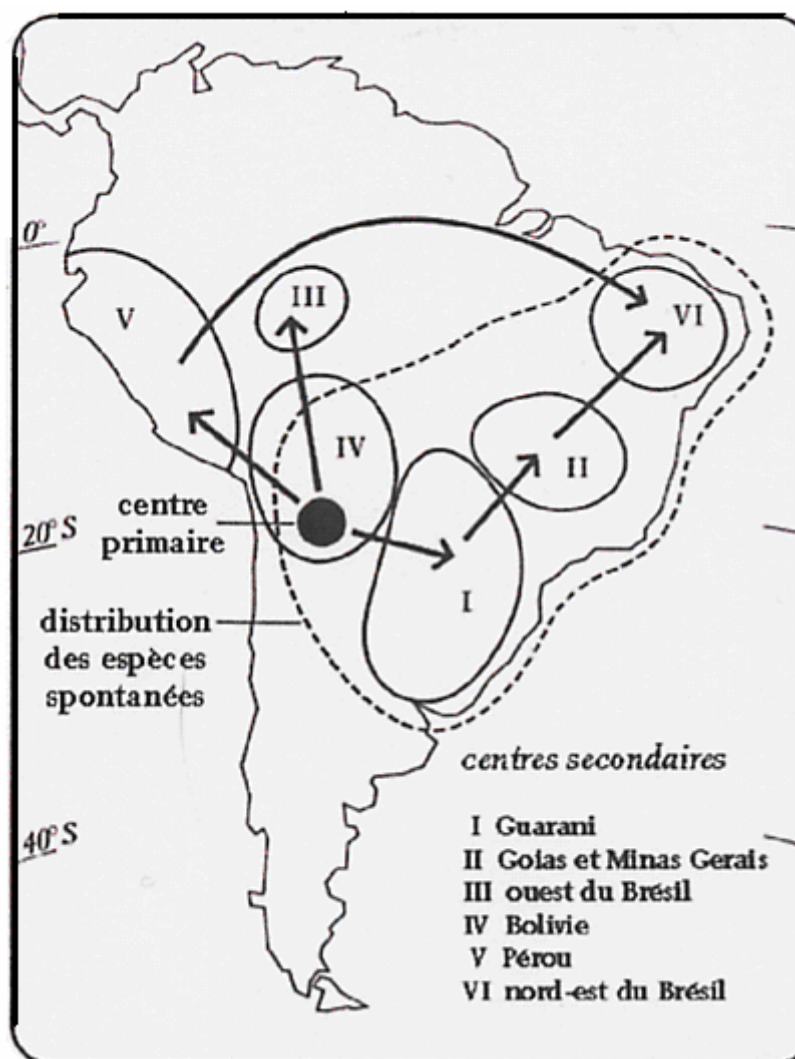 0°
V
III
VI
IV
II
centre
primaire
20°S
I
distribution
des espèces
spontanées
centres secondaires
40°S
I Guarani
II Goias et Minas Gerais
III ouest du Brésil
IV Bolivie
V Pérou
VI nord-est du Brésil